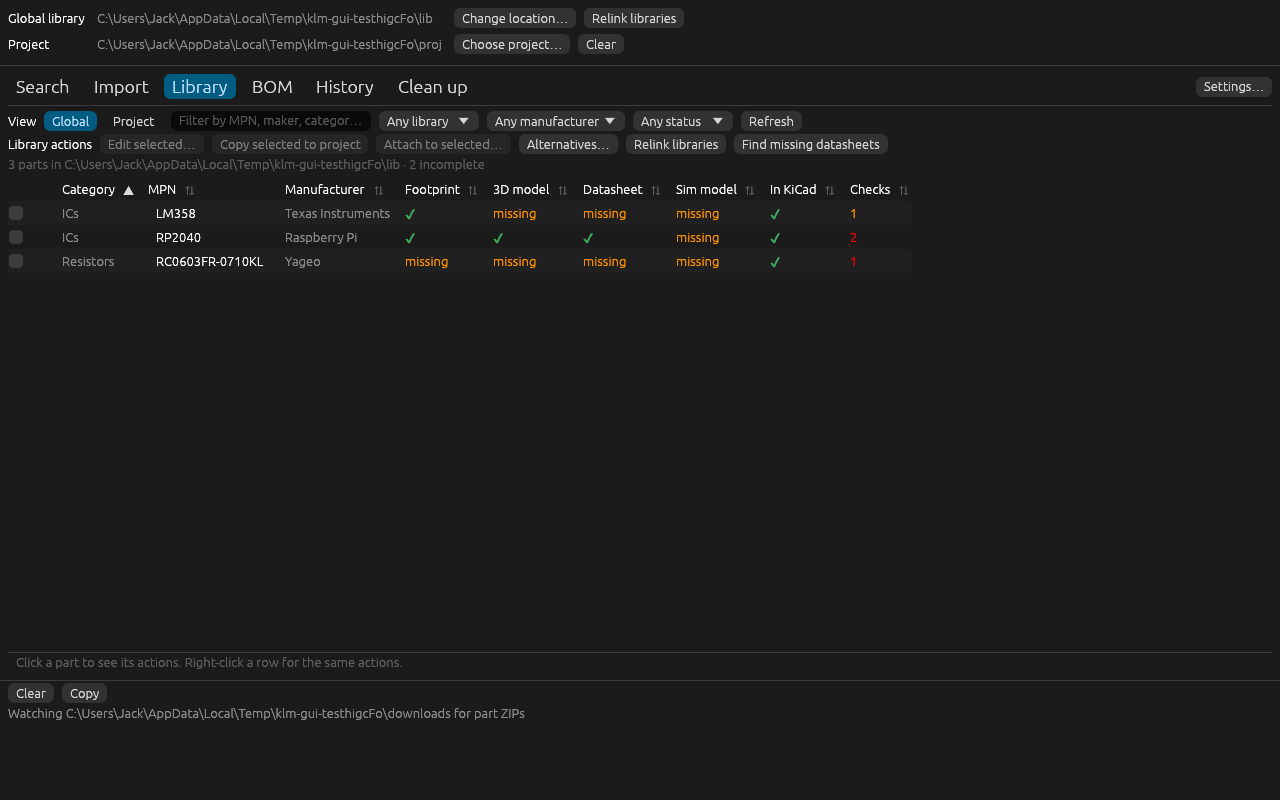 Global library C:\Users\Jack\AppData\Local\Temp\klm-gui-testhigcFo\lib Change location… Relink libraries
Project C:\Users\Jack\AppData\Local\Temp\klm-gui-testhigcFo\proj Choose project… Clear
Search Import Library BOM History Clean up Settings…
View Global Project Filter by MPN, maker, categor… Any library Any manufacturer Any status Refresh
Library actions Edit selected… Copy selected to project Attach to selected… Alternatives… Relink libraries Find missing datasheets
3 parts in C:\Users\Jack\AppData\Local\Temp\klm-gui-testhigcFo\lib · 2 incomplete
Category ▲ MPN Manufacturer Footprint 3D model Datasheet Sim model In KiCad Checks
ICs LM358 Texas Instruments ✔ missing missing missing ✔ 1
ICs RP2040 Raspberry Pi ✔ ✔ ✔ missing ✔ 2
Resistors RC0603FR-0710KL Yageo missing missing missing missing ✔ 1
Click a part to see its actions. Right-click a row for the same actions.
Clear Copy
Watching C:\Users\Jack\AppData\Local\Temp\klm-gui-testhigcFo\downloads for part ZIPs